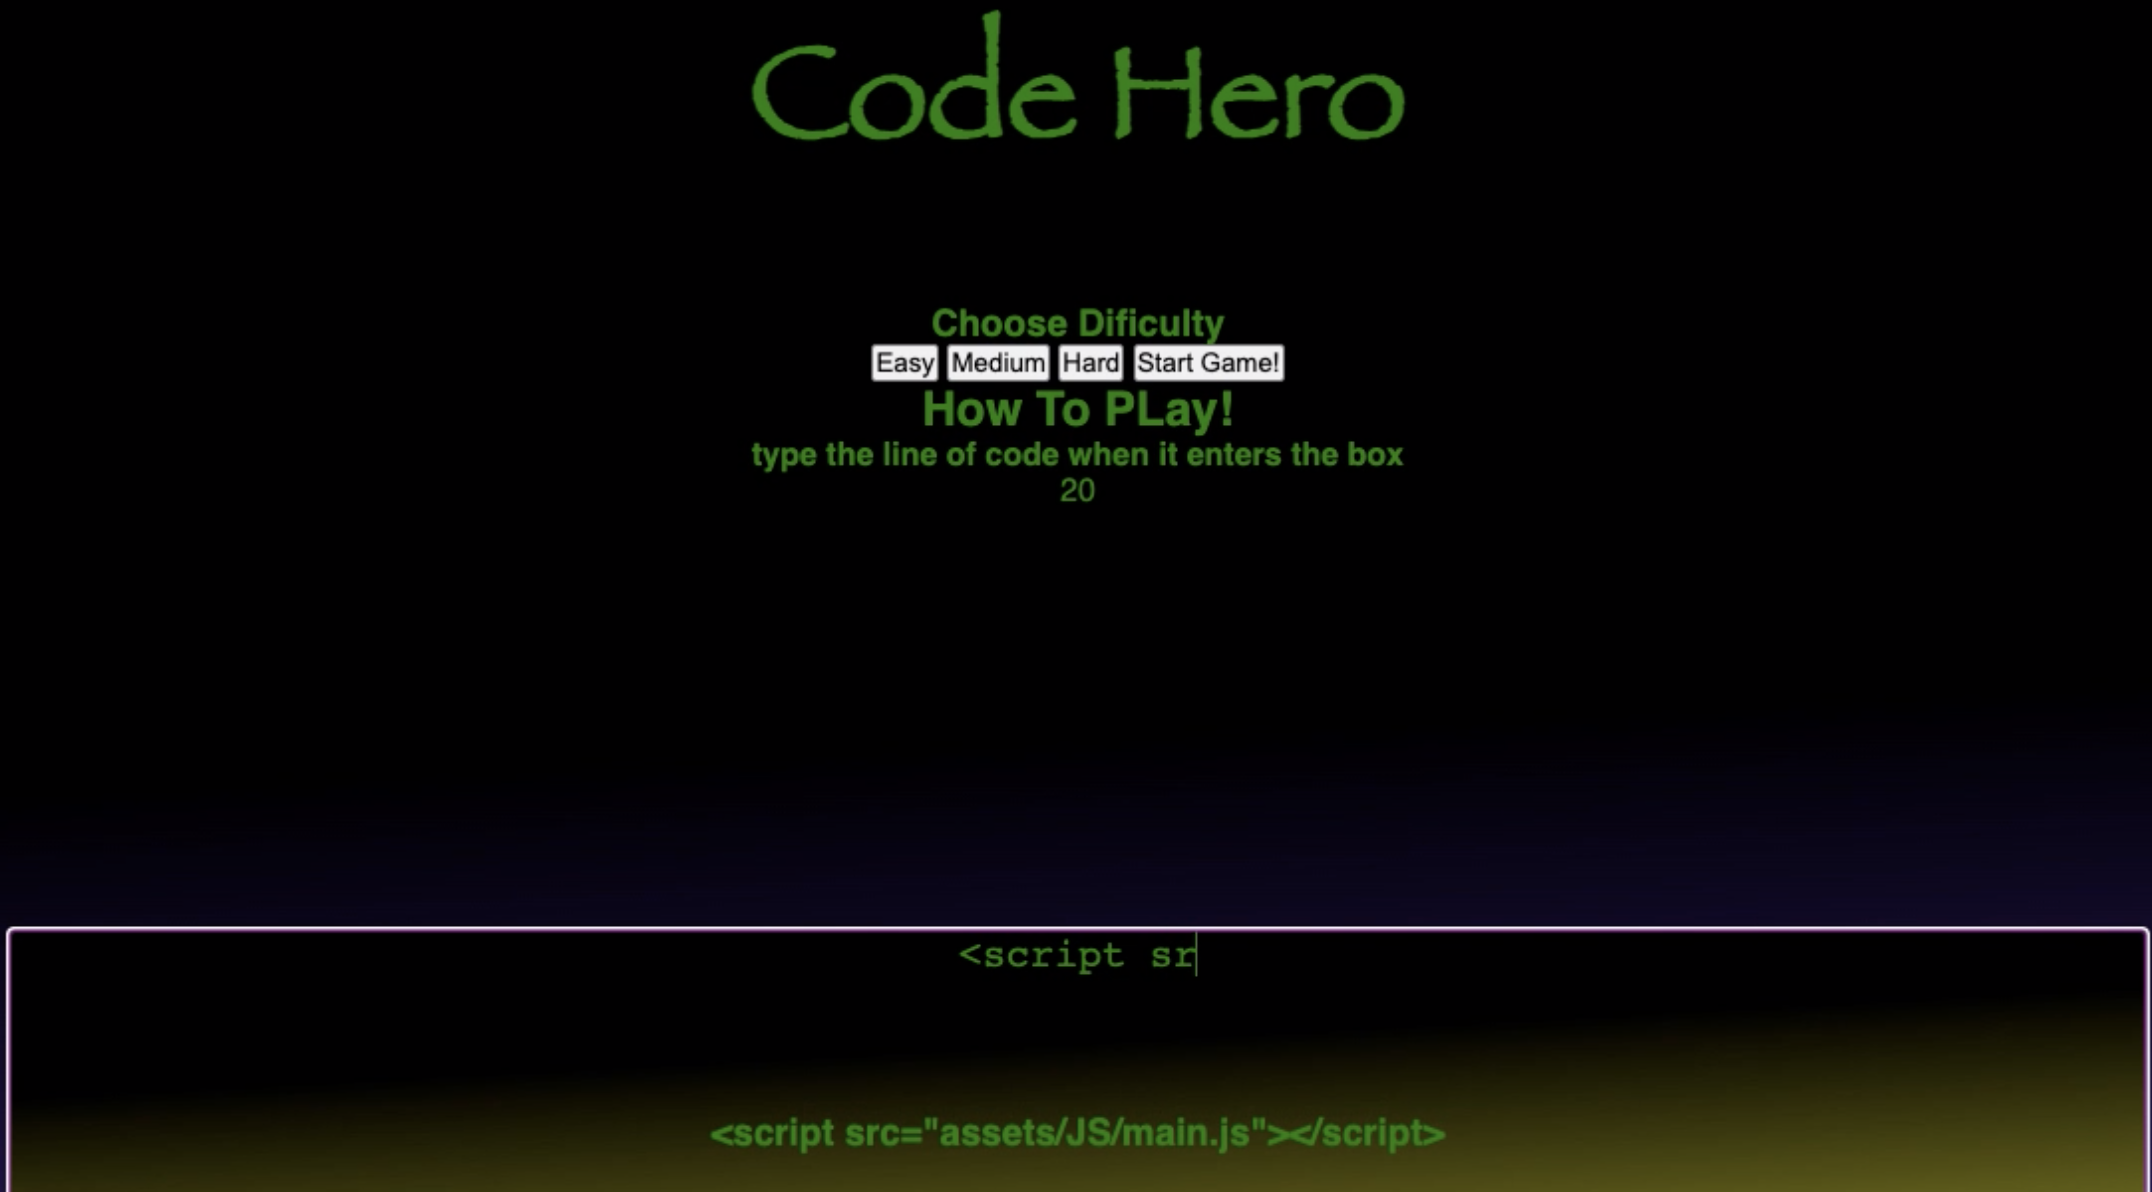 Code Hero
Choose Dificulty
Easy Medium Hard Start Game!
How To PLay!
type the line of code when it enters the box
20
<script sr
<script src="assets/JS/main.js"></script>